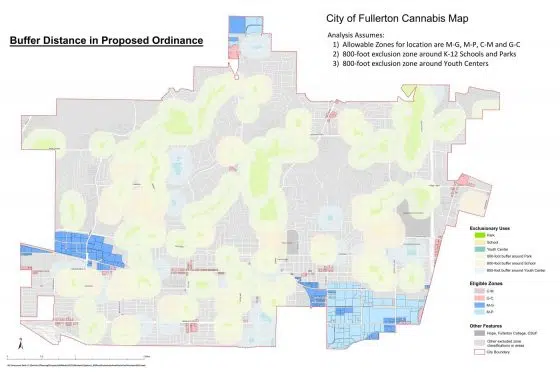 City of Fullerton Cannabis Map
Buffer Distance in Proposed Ordinance
Analysis Assumes:
1) Allowable Zones for location are M-G, M-P, C-M and G-C
2) 800-foot exclusion zone around K-12 Schools and Parks
3) 800-foot exclusion zone around Youth Centers
Exclusionary Uses
Park
School
Youth Center
800-foot buffer around Park
800-foot buffer around School
800-foot buffer around Youth Center
Eligible Zones
C-M
G-C
M-G
M-P
Other Features
Hope, Fullerton College, CSUF
Other excluded zone
classifications or areas
City Boundary
N